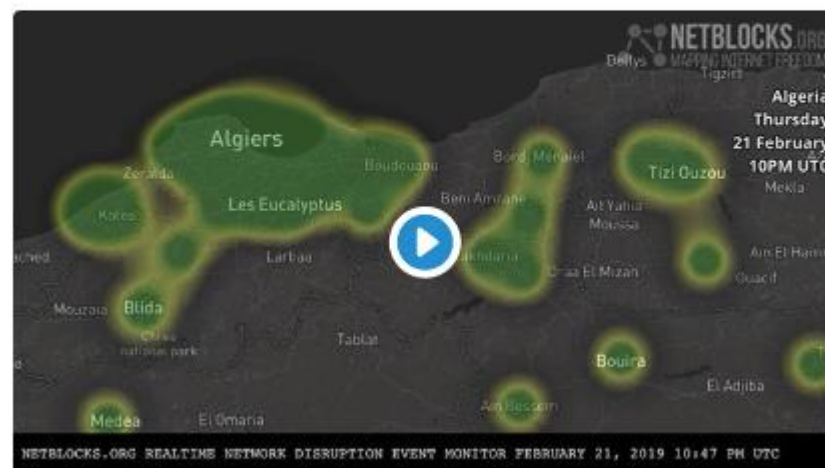 NETBLOCKS.ORG
MAPPING INTERNET FREEDOM
Dellys
Tigzirt
Algeria
Thursday
21 February
10PM UTC
Algiers
Zeralda
Boudouaou
Bordj Menaiel
Tizi Ouzou
Mekla
Kolea
Les Eucalyptus
Beni Amrane
Ait Yahia
Moussa
Larbaa
Lakhdaria
Draa El Mizan
Ain El Hamm
Ouacif
Mouzaia
Blida
Chrea
national park
Tablat
Bouira
El Adjiba
Medea
El Omaria
Ain Bessem
NETBLOCKS.ORG REALTIME NETWORK DISRUPTION EVENT MONITOR FEBRUARY 21, 2019 10:47 PM UTC